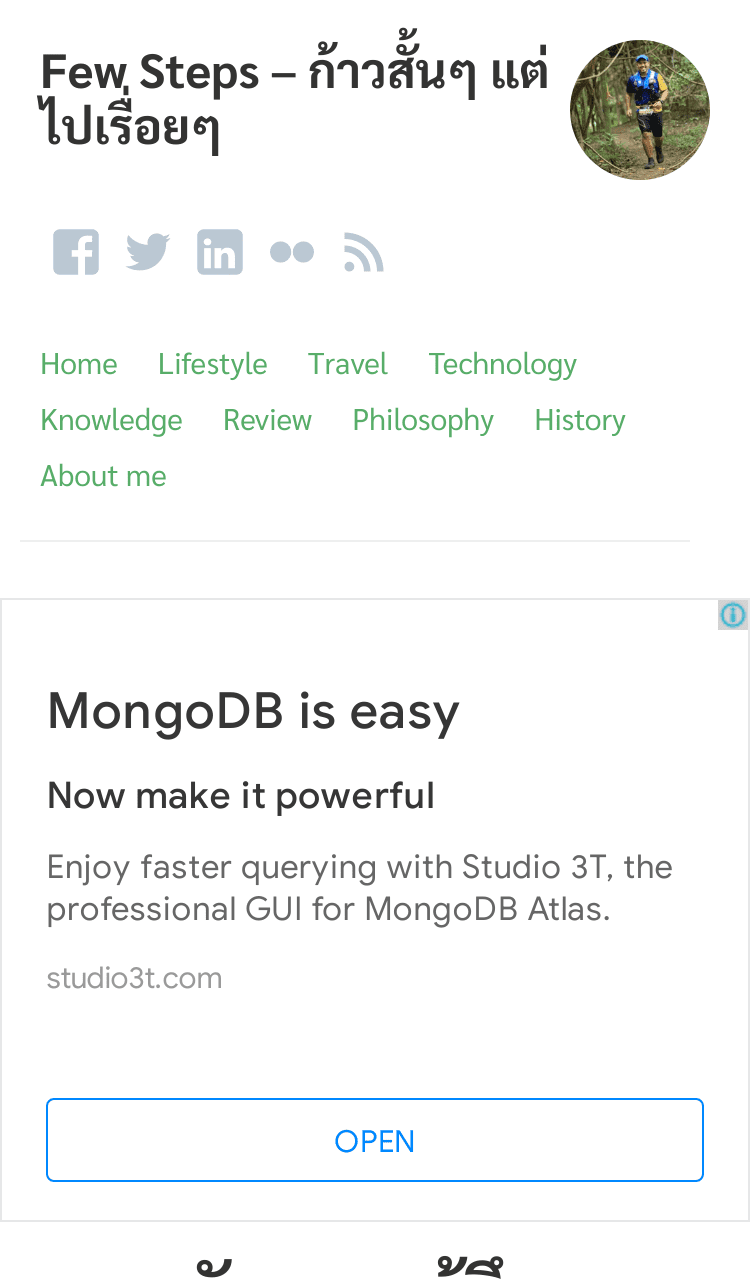 Few Steps – ก้าวสั้นๆ แต่
ไปเรื่อยๆ
Home Lifestyle Travel Technology
Knowledge Review Philosophy History
About me
MongoDB is easy
Now make it powerful
Enjoy faster querying with Studio 3T, the
professional GUI for MongoDB Atlas.
studio3t.com
OPEN